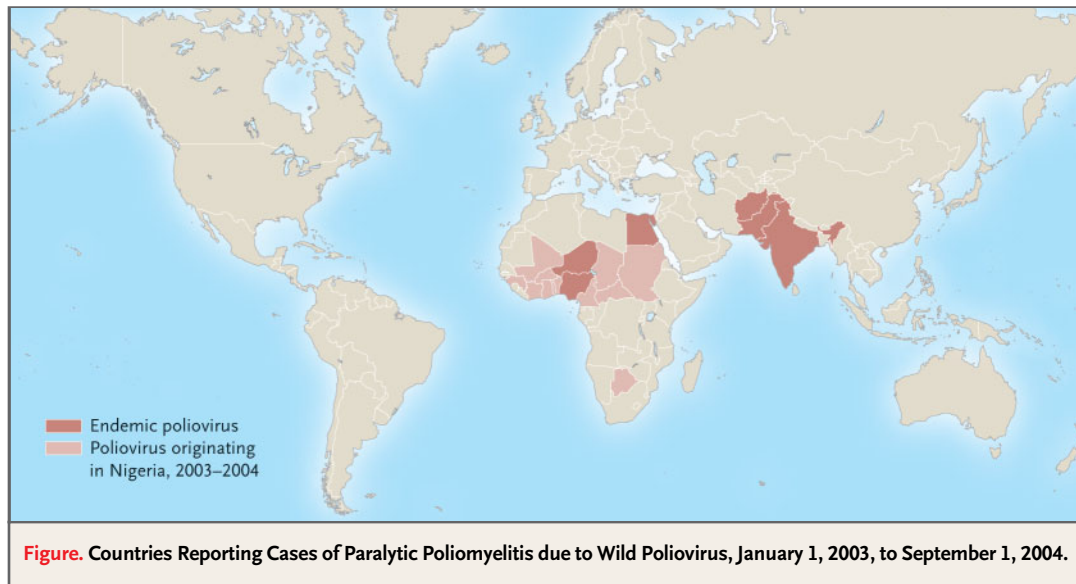 Endemic poliovirus
Poliovirus originating
in Nigeria, 2003–2004
Figure. Countries Reporting Cases of Paralytic Poliomyelitis due to Wild Poliovirus, January 1, 2003, to September 1, 2004.